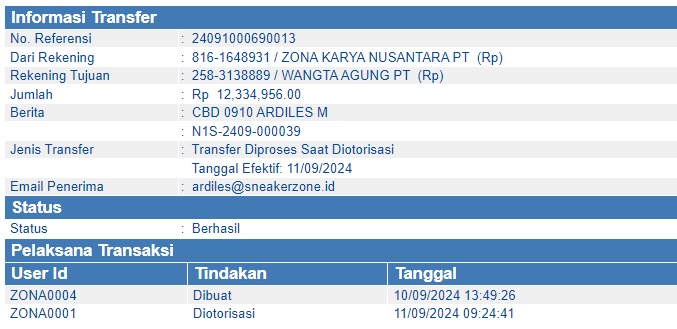 Informasi Transfer
No. Referensi : 24091000690013
Dari Rekening : 816-1648931 / ZONA KARYA NUSANTARA PT (Rp)
Rekening Tujuan : 258-3138889 / WANGTA AGUNG PT (Rp)
Jumlah : Rp 12,334,956.00
Berita : CBD 0910 ARDILES M
: N1S-2409-000039
Jenis Transfer : Transfer Diproses Saat Diotorisasi
Tanggal Efektif: 11/09/2024
Email Penerima : ardiles@sneakerzone.id
Status
Status : Berhasil
Pelaksana Transaksi
User Id Tindakan Tanggal
ZONA0004 Dibuat 10/09/2024 13:49:26
ZONA0001 Diotorisasi 11/09/2024 09:24:41